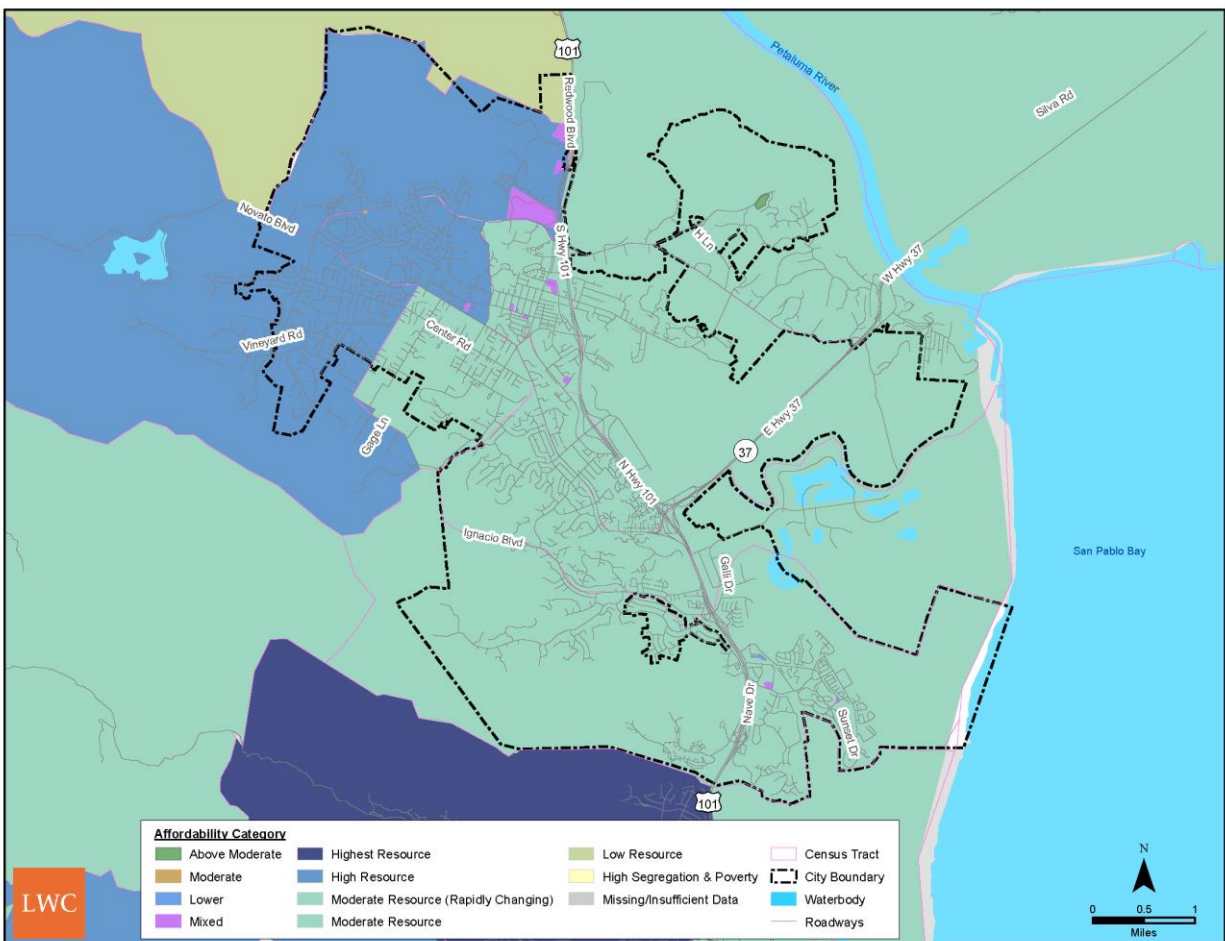 101
Redwood Blvd
Petaluma River
Silva Rd
Novato Blvd
H Ln
S Hwy 101
W Hwy 37
Center Rd
Vineyard Rd
Gage Ln
E Hwy 37
37
N Hwy 101
Ignacio Blvd
Galli Dr
San Pablo Bay
Nave Dr
Sunset Dr
101
Affordability Category
Above Moderate
Moderate
Lower
Mixed
Highest Resource
High Resource
Moderate Resource (Rapidly Changing)
Moderate Resource
Low Resource
High Segregation & Poverty
Missing/Insufficient Data
Census Tract
City Boundary
Waterbody
Roadways
LWC
N
0 0.5 1
Miles